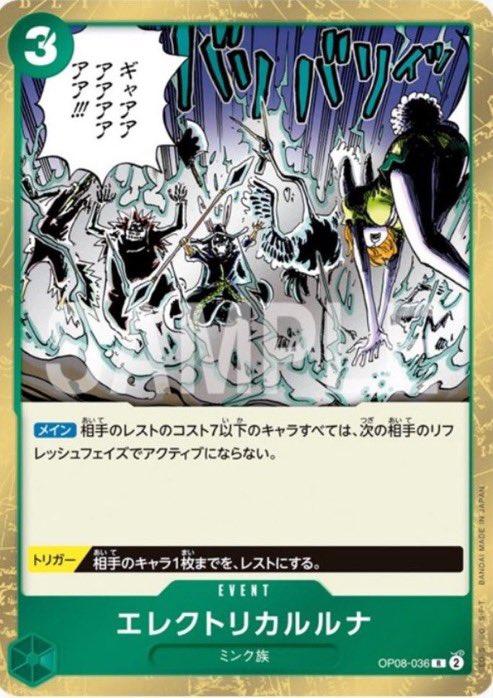 3
ギャアア
アアアア
アア!!!
バリバリィッ
SAMPLE
メイン 相手のレストのコスト7以下のキャラすべては、次の相手のリフ
レッシュフェイズでアクティブにならない。
トリガー 相手のキャラ1枚までを、レストにする。
EVENT
エレクトリカルルナ
ミンク族
OP08-036 R 2
BANDAI MADE IN JAPAN